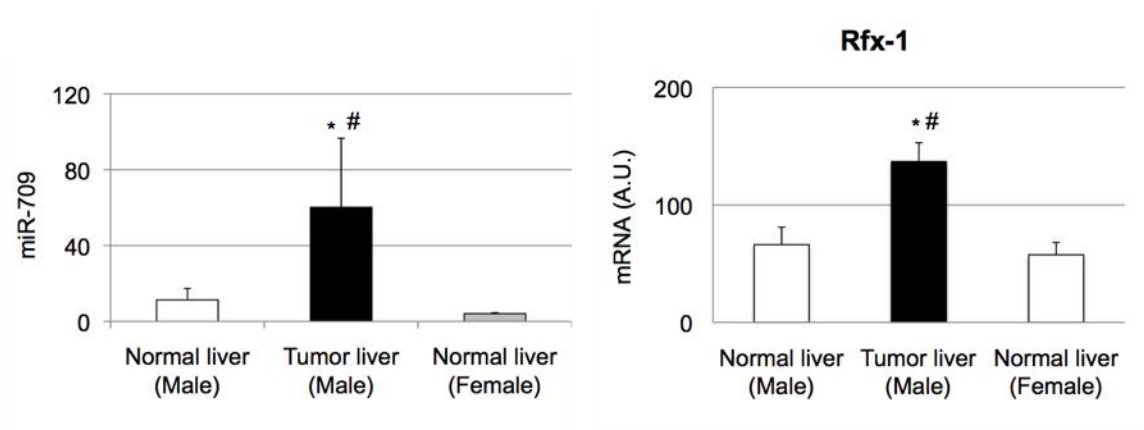 miR-709
120
80
40
0
* #
Normal liver
(Male)
Tumor liver
(Male)
Normal liver
(Female)
Rfx-1
mRNA (A.U.)
200
100
0
* #
Normal liver
(Male)
Tumor liver
(Male)
Normal liver
(Female)